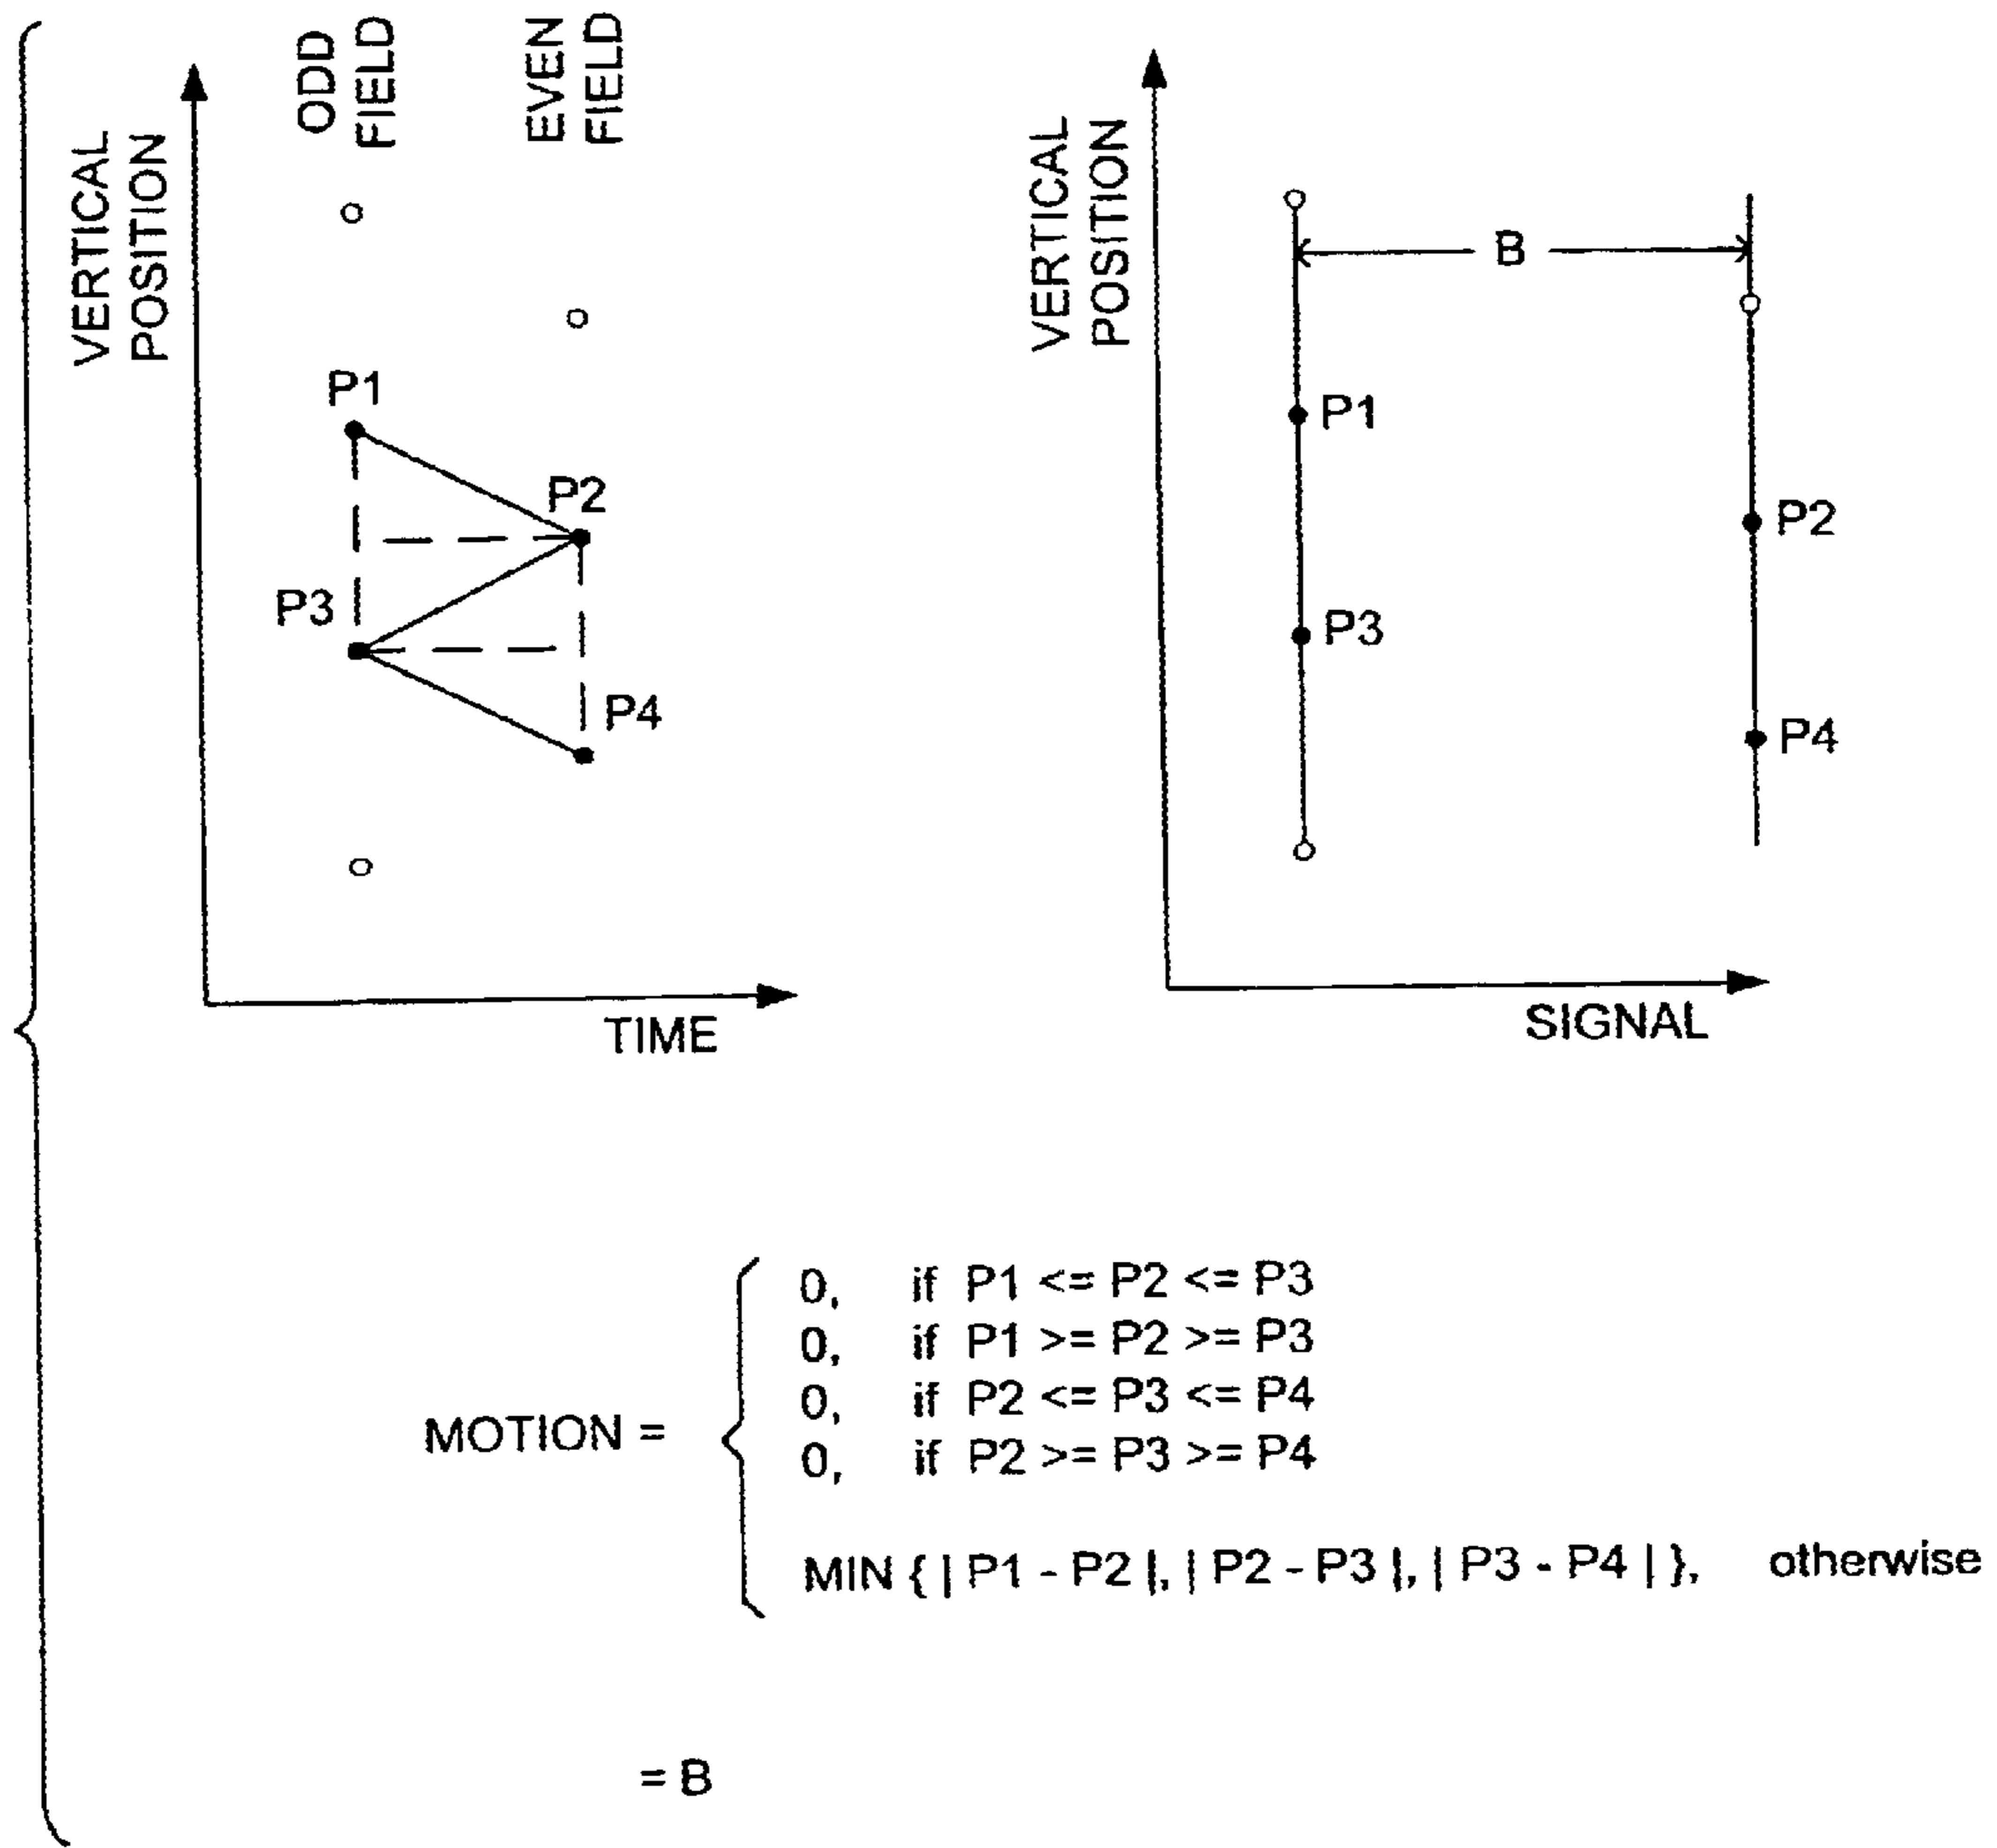 ODD
FIELD
EVEN
FIELD
VERTICAL
POSITION
P1
P2
P3
P4
TIME
VERTICAL
POSITION
B
P1
P2
P3
P4
SIGNAL
MOTION =
0, if P1 <= P2 <= P3
0, if P1 >= P2 >= P3
0, if P2 <= P3 <= P4
0, if P2 >= P3 >= P4
MIN { | P1 - P2 |, | P2 - P3 |, | P3 - P4 | }, otherwise
= B